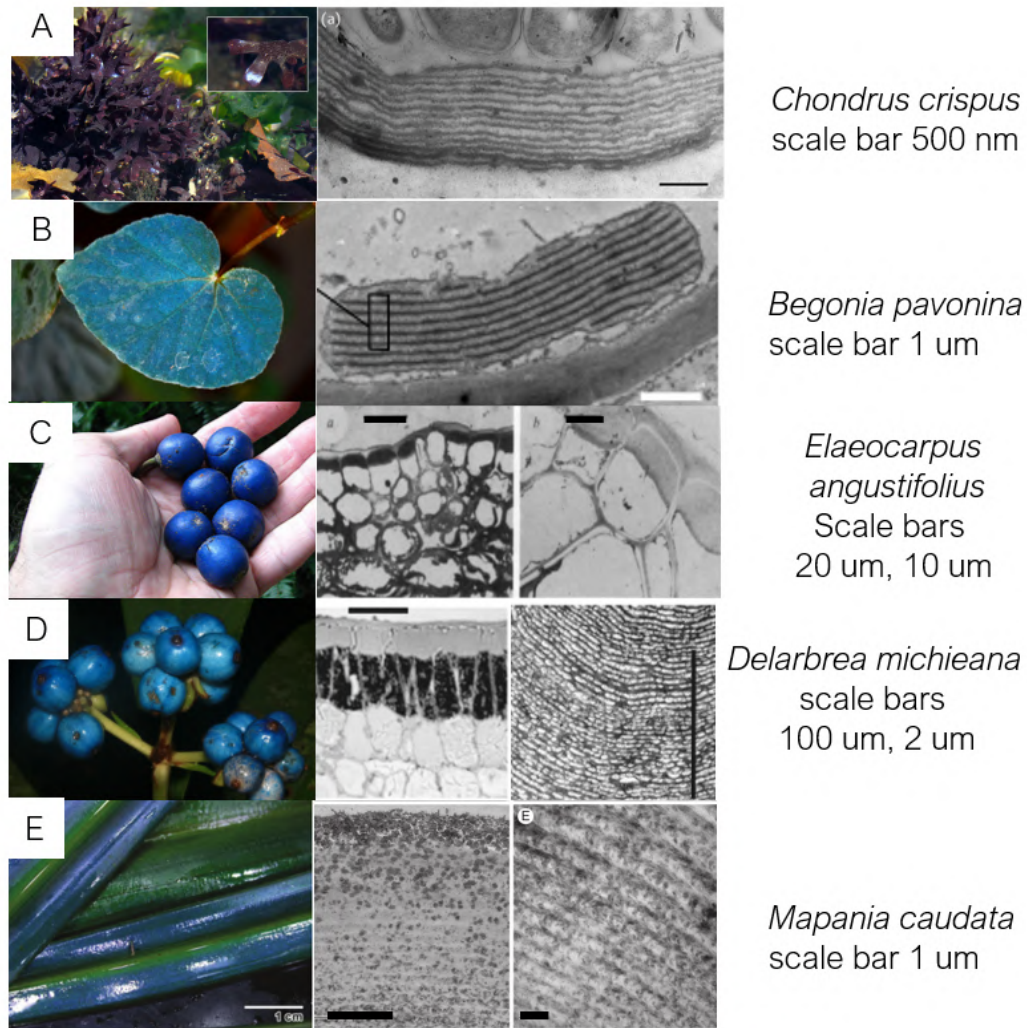 A
(a)
Chondrus crispus
scale bar 500 nm
B
Begonia pavonina
scale bar 1 um
C
a
b
Elaeocarpus
angustifolius
Scale bars
20 um, 10 um
D
Delarbrea michieana
scale bars
100 um, 2 um
E
E
1 cm
Mapania caudata
scale bar 1 um